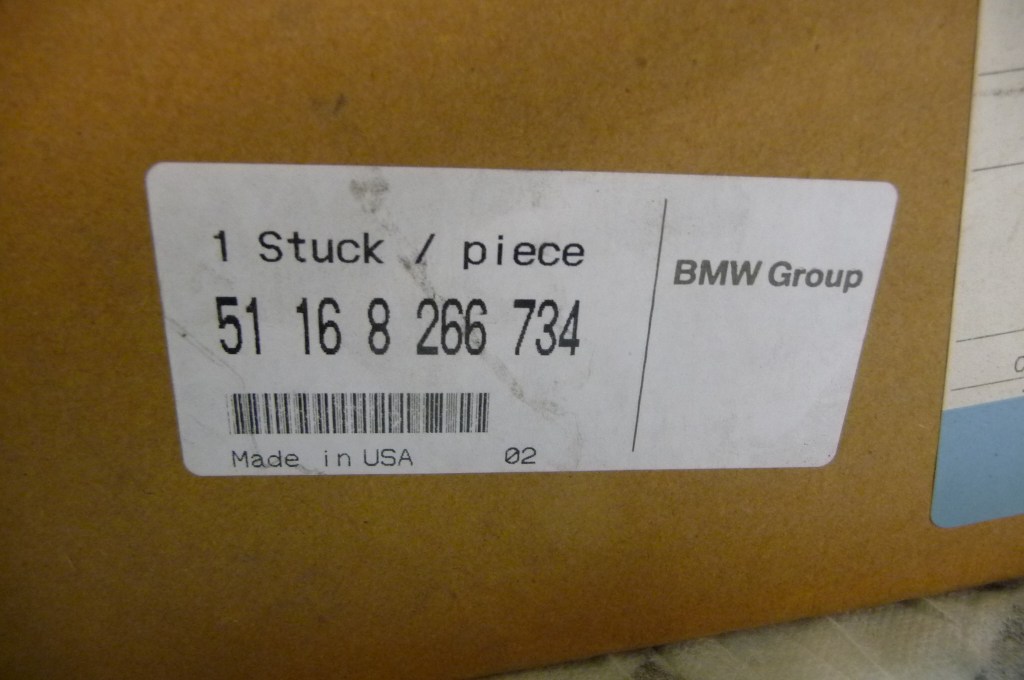 1 Stuck / piece
BMW Group
51 16 8 266 734
Made in USA 02